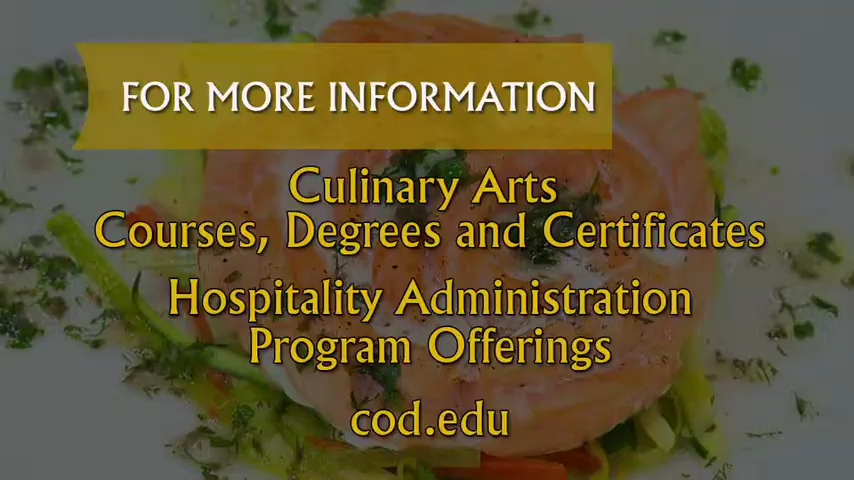 FOR MORE INFORMATION
Culinary Arts
Courses, Degrees and Certificates
Hospitality Administration
Program Offerings
cod.edu